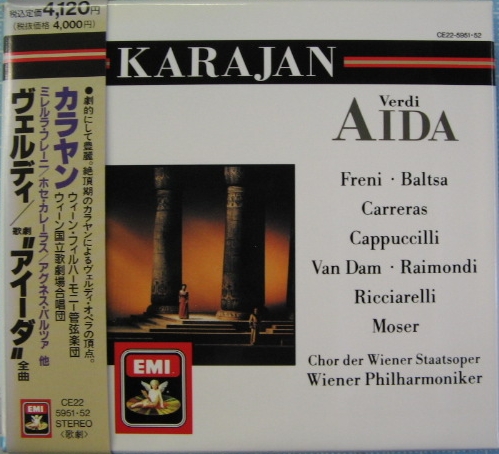 税込定価4,120円
(税抜価格 4,000円)
●劇的にして豊麗。絶頂期のカラヤンによるヴェルディ・オペラの頂点。
カラヤン
ウィーン・フィルハーモニー管弦楽団
ウィーン国立歌劇場合唱団
ミレルラ・フレーニ/ホセ・カレーラス/アグネス・バルツァ 他
ヴェルディ/歌劇"アイーダ"全曲
EMI
CE22
5951・52
STEREO
〈歌劇〉
CE22-5951・52
KARAJAN
Verdi
AIDA
Freni · Baltsa
Carreras
Cappuccilli
Van Dam · Raimondi
Ricciarelli
Moser
Chor der Wiener Staatsoper
Wiener Philharmoniker
EMI